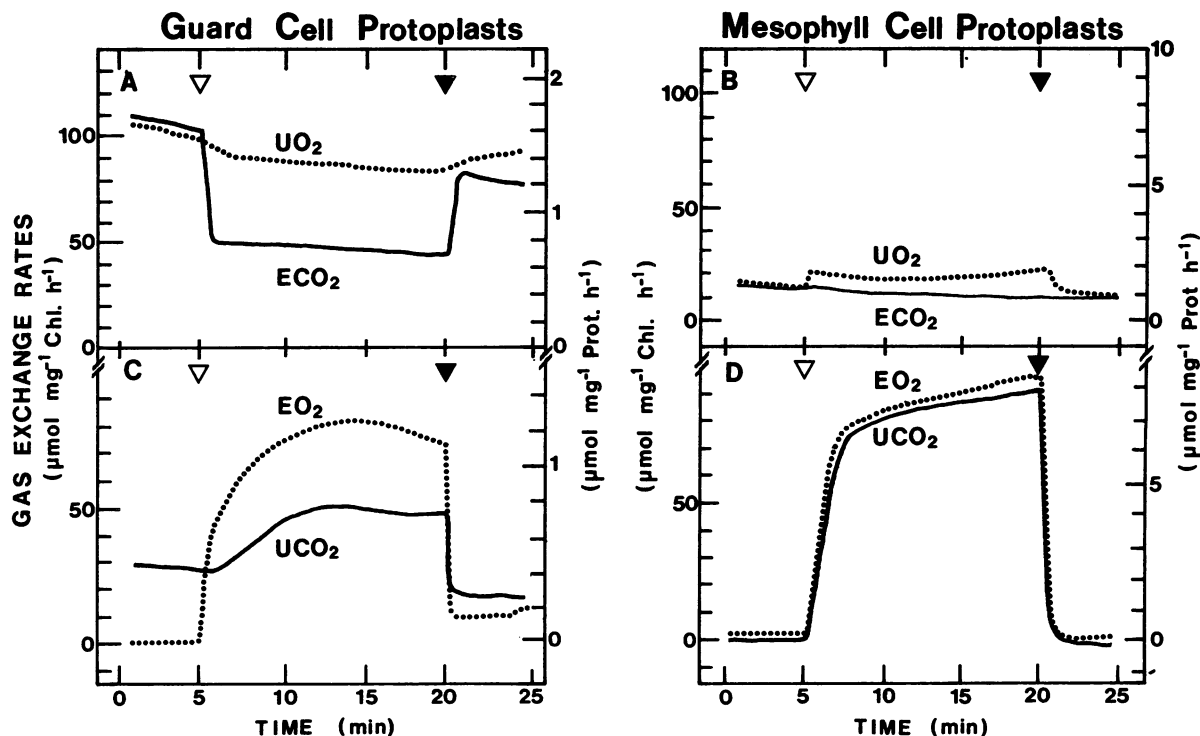 Guard Cell Protoplasts
Mesophyll Cell Protoplasts
A
UO₂
ECO₂
100
50
0
2
1
0
B
UO₂
ECO₂
100
50
0
10
5
0
C
EO₂
UCO₂
50
0
1
0
D
EO₂
UCO₂
50
0
5
0
GAS EXCHANGE RATES
(μmol mg⁻¹ Chl. h⁻¹)
(μmol mg⁻¹ Prot. h⁻¹)
(μmol mg⁻¹ Chl. h⁻¹)
(μmol mg⁻¹ Prot h⁻¹)
0 5 10 15 20 25
TIME (min)
0 5 10 15 20 25
TIME (min)